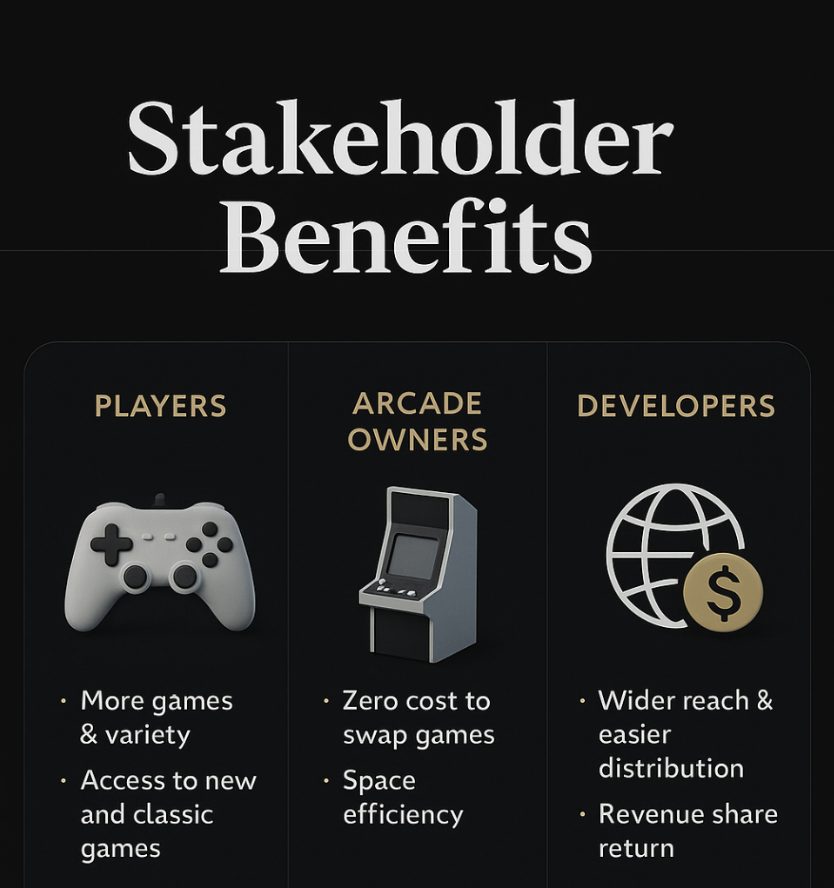 Stakeholder
Benefits
PLAYERS
• More games
& variety
• Access to new
and classic
games
ARCADE
OWNERS
• Zero cost to
swap games
• Space
efficiency
DEVELOPERS
$
• Wider reach &
easier
distribution
• Revenue share
return